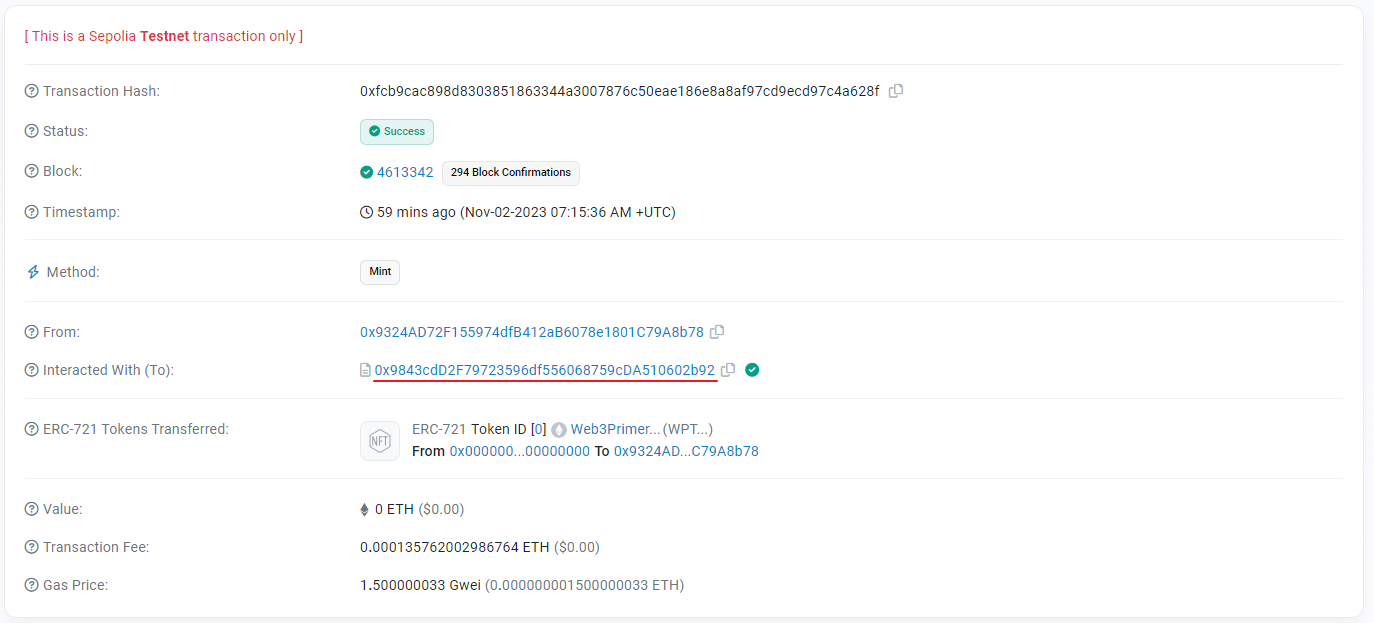 [ This is a Sepolia Testnet transaction only ]
Transaction Hash: 0xfcb9cac898d8303851863344a3007876c50eae186e8a8af97cd9ecd97c4a628f
Status: Success
Block: 4613342 294 Block Confirmations
Timestamp: 59 mins ago (Nov-02-2023 07:15:36 AM +UTC)
Method: Mint
From: 0x9324AD72F155974dfB412aB6078e1801C79A8b78
Interacted With (To): 0x9843cdD2F79723596df556068759cDA510602b92
ERC-721 Tokens Transferred: NFT ERC-721 Token ID [0] Web3Primer... (WPT...)
From 0x000000...00000000 To 0x9324AD...C79A8b78
Value: 0 ETH ($0.00)
Transaction Fee: 0.000135762002986764 ETH ($0.00)
Gas Price: 1.500000033 Gwei (0.000000001500000033 ETH)